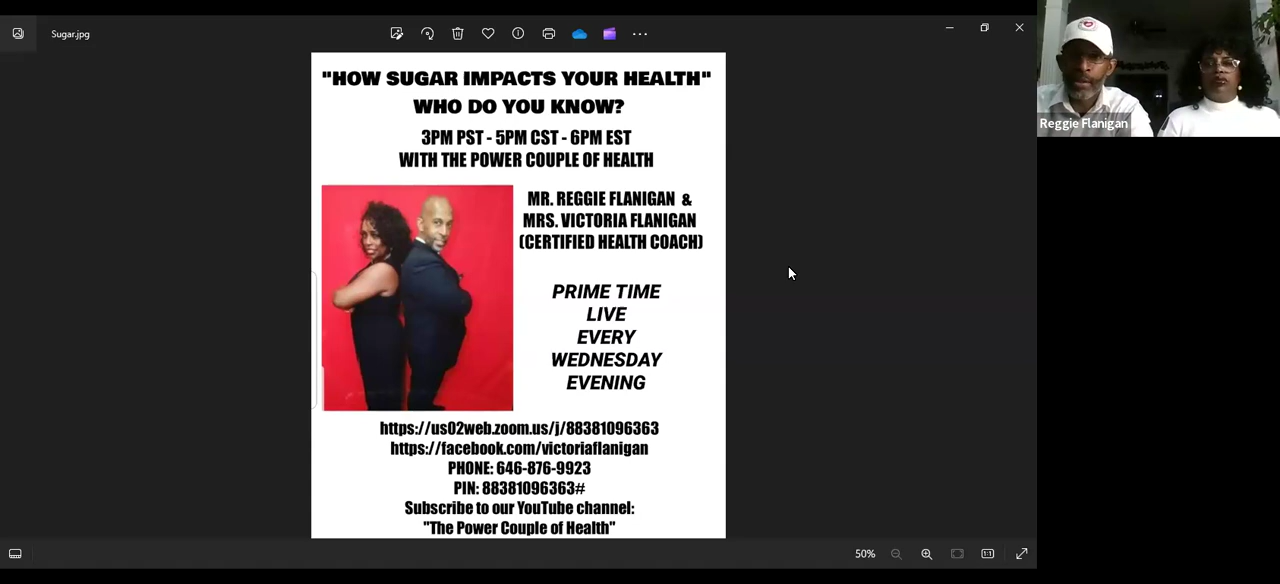 Sugar.jpg
"HOW SUGAR IMPACTS YOUR HEALTH"
WHO DO YOU KNOW?
3PM PST - 5PM CST - 6PM EST
WITH THE POWER COUPLE OF HEALTH
MR. REGGIE FLANIGAN &
MRS. VICTORIA FLANIGAN
(CERTIFIED HEALTH COACH)
PRIME TIME
LIVE
EVERY
WEDNESDAY
EVENING
https://us02web.zoom.us/j/88381096363
https://facebook.com/victoriaflanigan
PHONE: 646-876-9923
PIN: 88381096363#
Subscribe to our YouTube channel:
"The Power Couple of Health"
50%
1:1
Reggie Flanigan